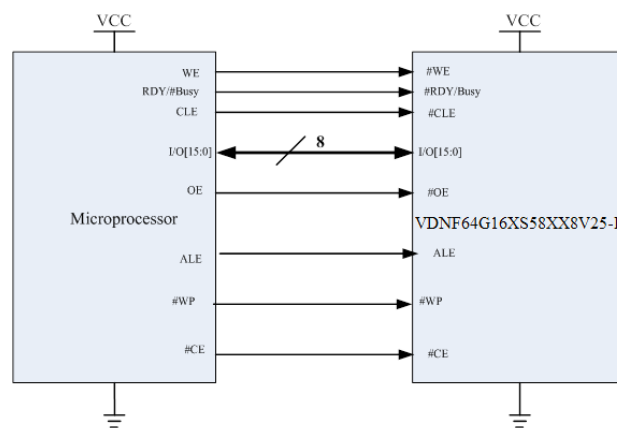 VCC
VCC
WE
#WE
RDY/#Busy
#RDY/Busy
CLE
#CLE
8
I/O[15:0]
I/O[15:0]
OE
#OE
Microprocessor
VDNF64G16XS58XX8V25-I
ALE
ALE
#WP
#WP
#CE
#CE